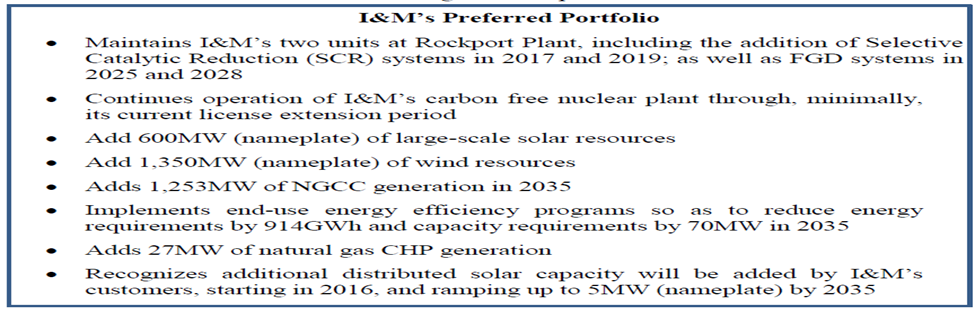 I&M's Preferred Portfolio
• Maintains I&M's two units at Rockport Plant, including the addition of Selective
Catalytic Reduction (SCR) systems in 2017 and 2019; as well as FGD systems in
2025 and 2028
• Continues operation of I&M's carbon free nuclear plant through, minimally,
its current license extension period
• Add 600MW (nameplate) of large-scale solar resources
• Add 1,350MW (nameplate) of wind resources
• Adds 1,253MW of NGCC generation in 2035
• Implements end-use energy efficiency programs so as to reduce energy
requirements by 914GWh and capacity requirements by 70MW in 2035
• Adds 27MW of natural gas CHP generation
• Recognizes additional distributed solar capacity will be added by I&M's
customers, starting in 2016, and ramping up to 5MW (nameplate) by 2035